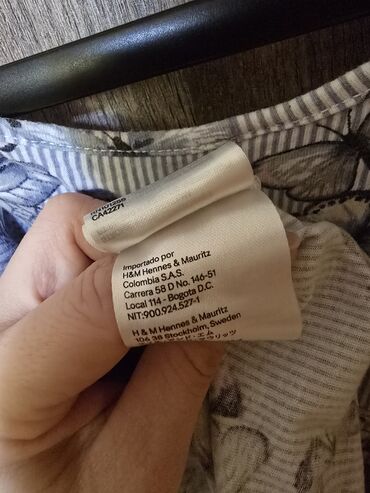 CA42271
Importado por
H&M Hennes & Mauritz
Colombia S.A.S.
Carrera 58 D No. 146-51
Local 114 - Bogota D.C.
NIT:900.924.527-1
H & M Hennes & Mauritz
106 38 Stockholm, Sweden